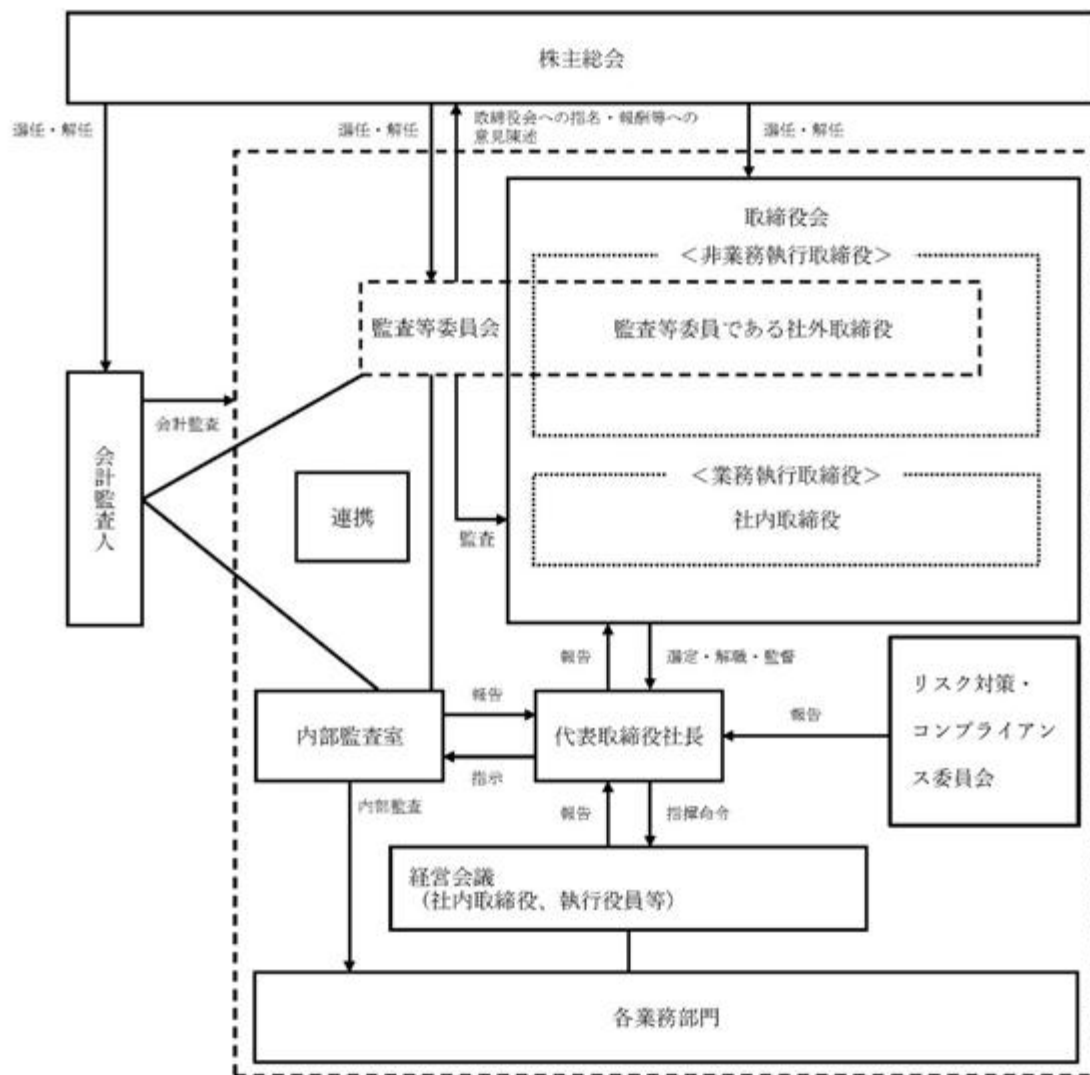 株主総会
選任・解任
選任・解任
取締役会への指名・報酬等への
意見陳述
選任・解任
取締役会
＜非業務執行取締役＞
監査等委員会
監査等委員である社外取締役
会計監査
会計監査人
＜業務執行取締役＞
社内取締役
連携
監査
報告
選定・解職・監督
リスク対策・
コンプライアン
ス委員会
報告
内部監査室
報告
代表取締役社長
指示
内部監査
報告
指揮命令
経営会議
（社内取締役、執行役員等）
各業務部門